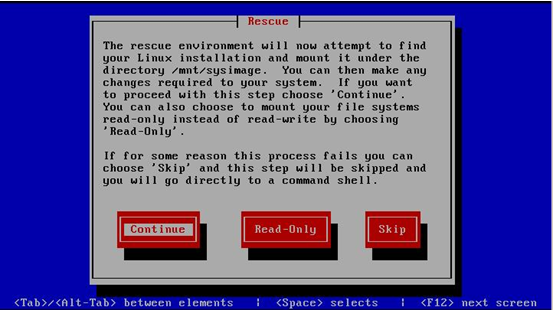 Rescue
The rescue environment will now attempt to find
your Linux installation and mount it under the
directory /mnt/sysimage.  You can then make any
changes required to your system.  If you want
to proceed with this step choose 'Continue'.
You can also choose to mount your file systems
read-only instead of read-write by choosing
'Read-Only'.
If for some reason this process fails you can
choose 'Skip' and this step will be skipped and
you will go directly to a command shell.
Continue Read-Only Skip
<Tab>/<Alt-Tab> between elements | <Space> selects | <F12> next screen